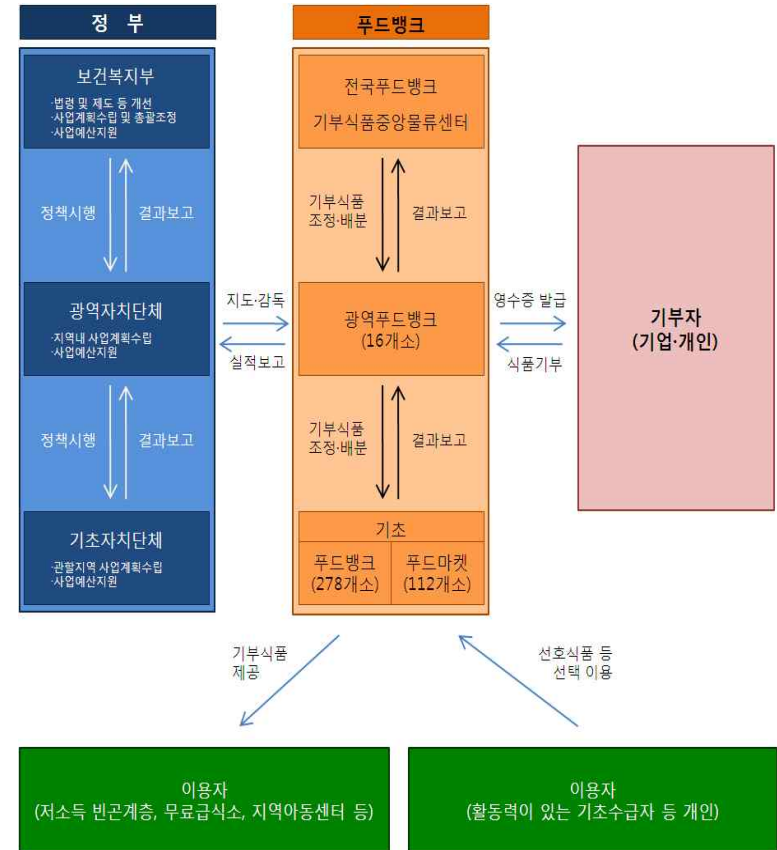 정 부
푸드뱅크
보건복지부
·법령 및 제도 등 개선
·사업계획수립 및 총괄조정
·사업예산지원
전국푸드뱅크
기부식품중앙물류센터
정책시행
결과보고
기부식품
조정·배분
결과보고
광역자치단체
·지역내 사업계획수립
·사업예산지원
지도·감독
실적보고
광역푸드뱅크
(16개소)
영수증 발급
식품기부
기부자
(기업·개인)
정책시행
결과보고
기부식품
조정·배분
결과보고
기초자치단체
·관할지역 사업계획수립
·사업예산지원
기초
푸드뱅크
(278개소)
푸드마켓
(112개소)
기부식품
제공
선호식품 등
선택 이용
이용자
(저소득 빈곤계층, 무료급식소, 지역아동센터 등)
이용자
(활동력이 있는 기초수급자 등 개인)